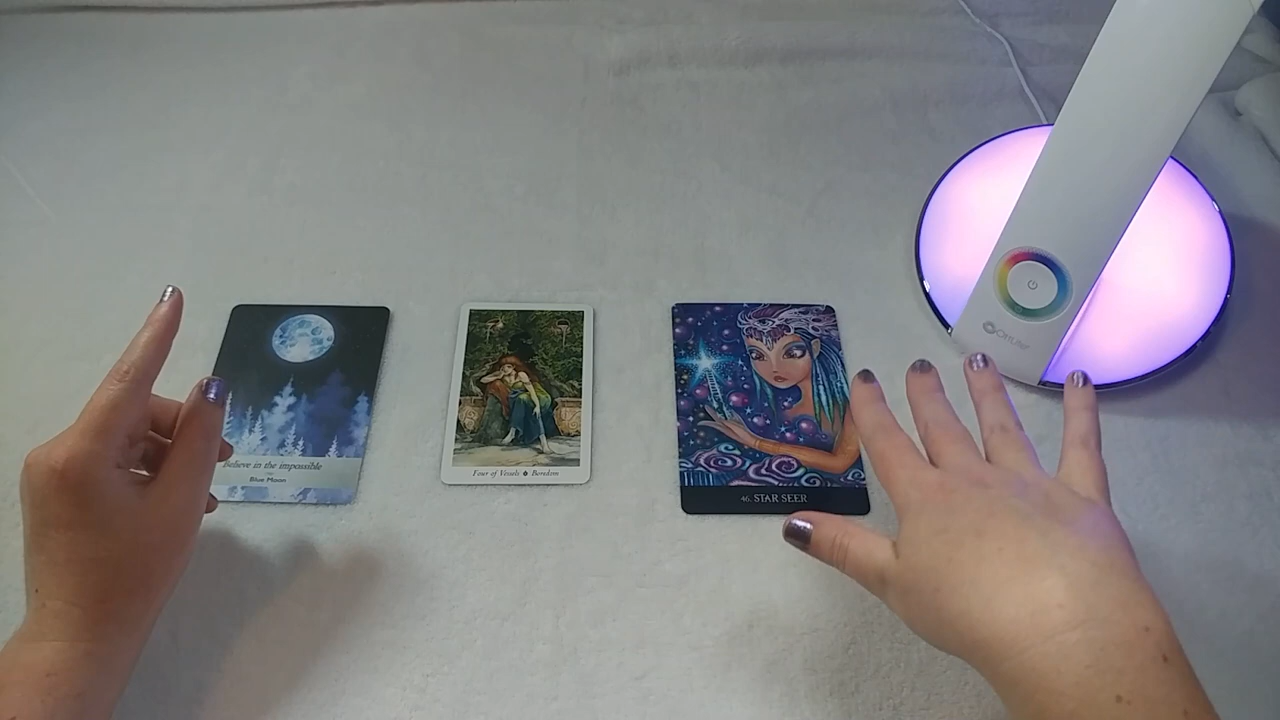 Believe in the impossible
Blue Moon
Four of Vessels ♦ Boredom
46. STAR SEER